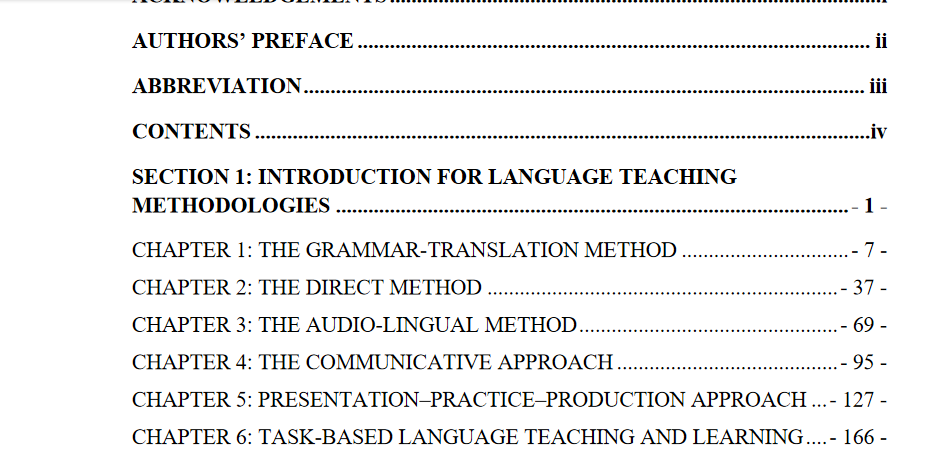 AUTHORS’ PREFACE ........................................................................................ ii
ABBREVIATION.................................................................................................. iii
CONTENTS .........................................................................................................iv
SECTION 1: INTRODUCTION FOR LANGUAGE TEACHING
METHODOLOGIES ........................................................................................- 1 -
CHAPTER 1: THE GRAMMAR-TRANSLATION METHOD ..............................- 7 -
CHAPTER 2: THE DIRECT METHOD ..............................................................- 37 -
CHAPTER 3: THE AUDIO-LINGUAL METHOD..............................................- 69 -
CHAPTER 4: THE COMMUNICATIVE APPROACH ........................................- 95 -
CHAPTER 5: PRESENTATION–PRACTICE–PRODUCTION APPROACH ...- 127 -
CHAPTER 6: TASK-BASED LANGUAGE TEACHING AND LEARNING....- 166 -